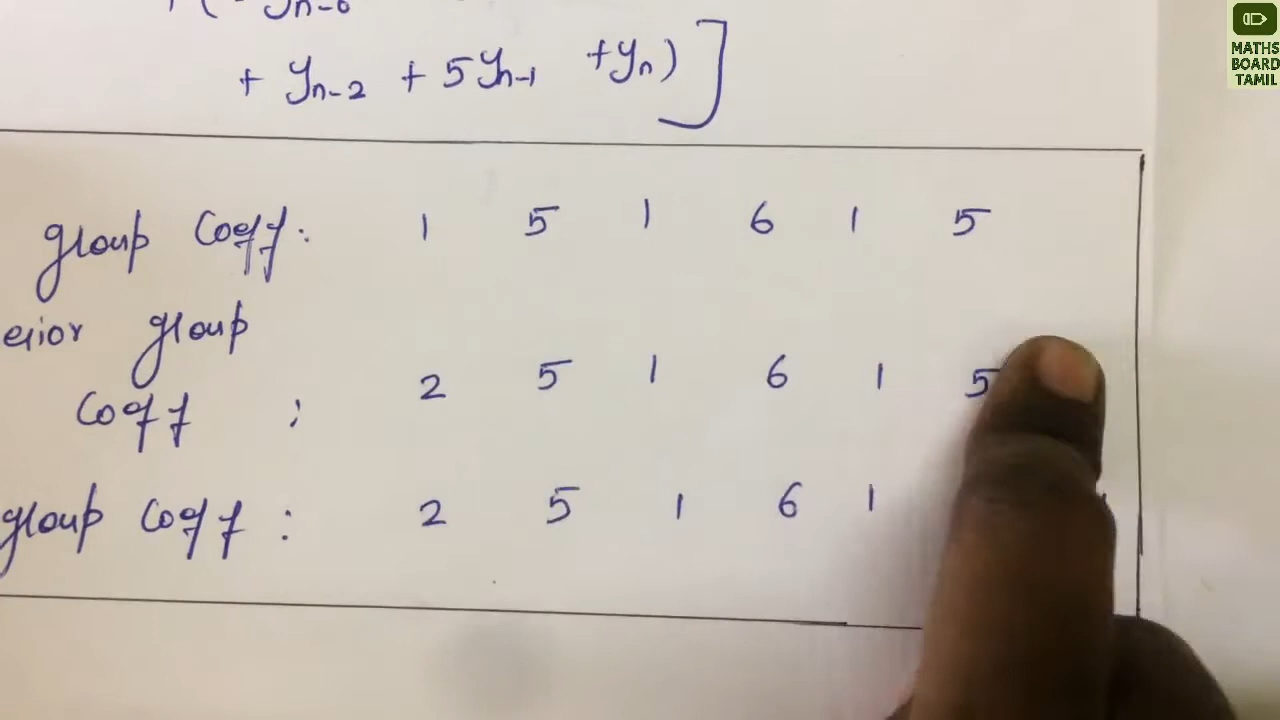 + yn-2 + 5yn-1 + yn) ]
group Coeff: 1 5 1 6 1 5
erior group
Coeff : 2 5 1 6 1 5
group Coeff : 2 5 1 6 1
MATHS
BOARD
TAMIL